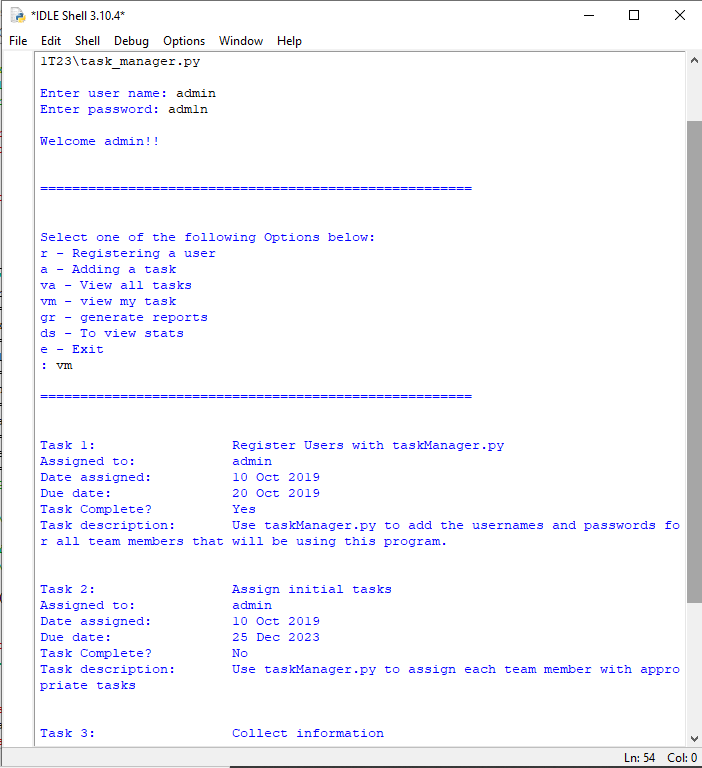 *IDLE Shell 3.10.4*
File Edit Shell Debug Options Window Help
lT23\task_manager.py
Enter user name: admin
Enter password: adm1n
Welcome admin!!
======================================================
Select one of the following Options below:
r - Registering a user
a - Adding a task
va - View all tasks
vm - view my task
gr - generate reports
ds - To view stats
e - Exit
: vm
======================================================
Task 1: Register Users with taskManager.py
Assigned to: admin
Date assigned: 10 Oct 2019
Due date: 20 Oct 2019
Task Complete? Yes
Task description: Use taskManager.py to add the usernames and passwords fo
r all team members that will be using this program.
Task 2: Assign initial tasks
Assigned to: admin
Date assigned: 10 Oct 2019
Due date: 25 Dec 2023
Task Complete? No
Task description: Use taskManager.py to assign each team member with appro
priate tasks
Task 3: Collect information
Ln: 54 Col: 0